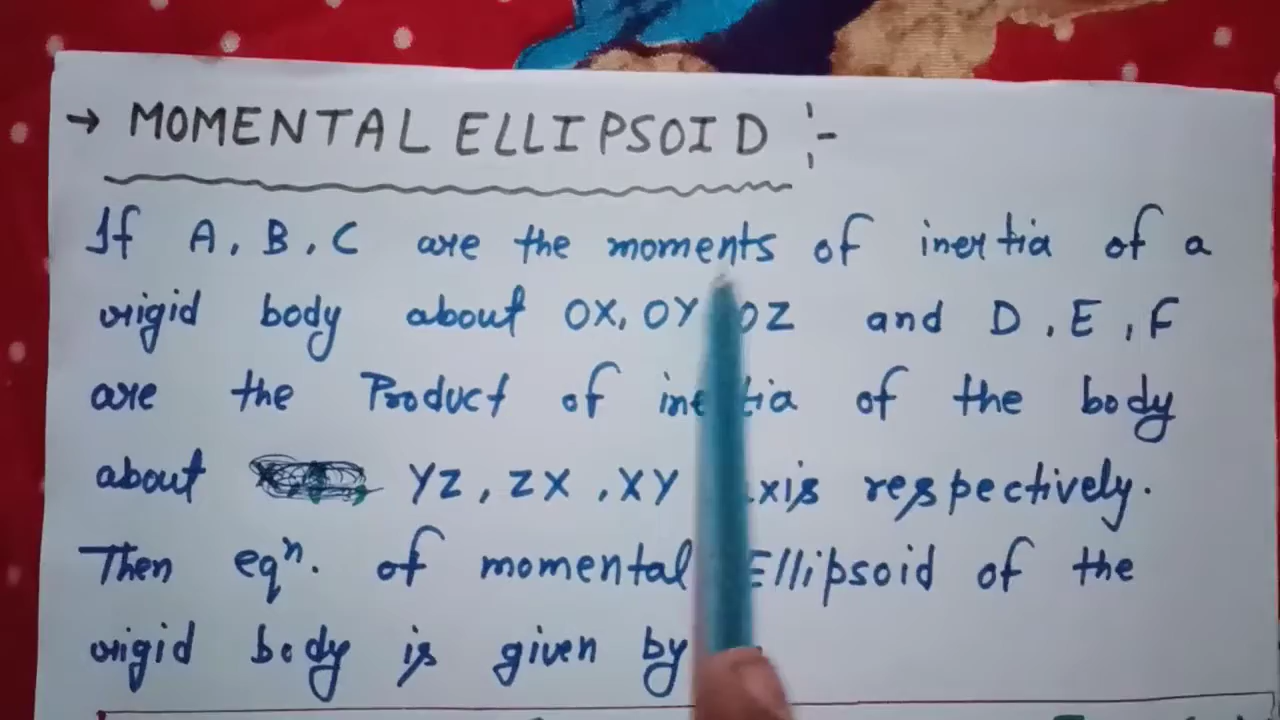 → MOMENTAL ELLIPSOID :-
If A, B, C are the moments of inertia of a
rigid body about OX, OY OZ and D, E, F
are the Product of inertia of the body
about YZ, ZX, XY axis respectively.
Then eqⁿ. of momental Ellipsoid of the
rigid body is given by